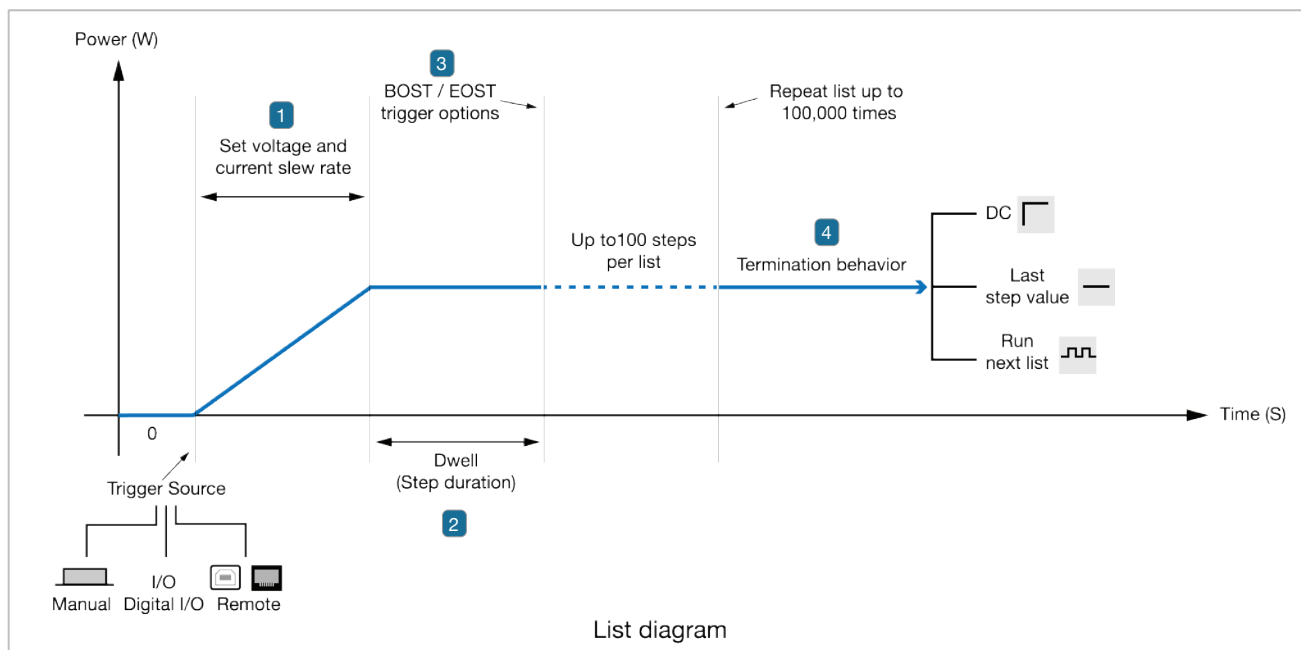 Power (W)
3
BOST / EOST
trigger options
Repeat list up to
100,000 times
1
Set voltage and
current slew rate
DC
Up to100 steps
per list
4
Termination behavior
Last
step value
Run
next list
0
Time (S)
Dwell
(Step duration)
2
Trigger Source
Manual
I/O
Digital I/O
Remote
List diagram